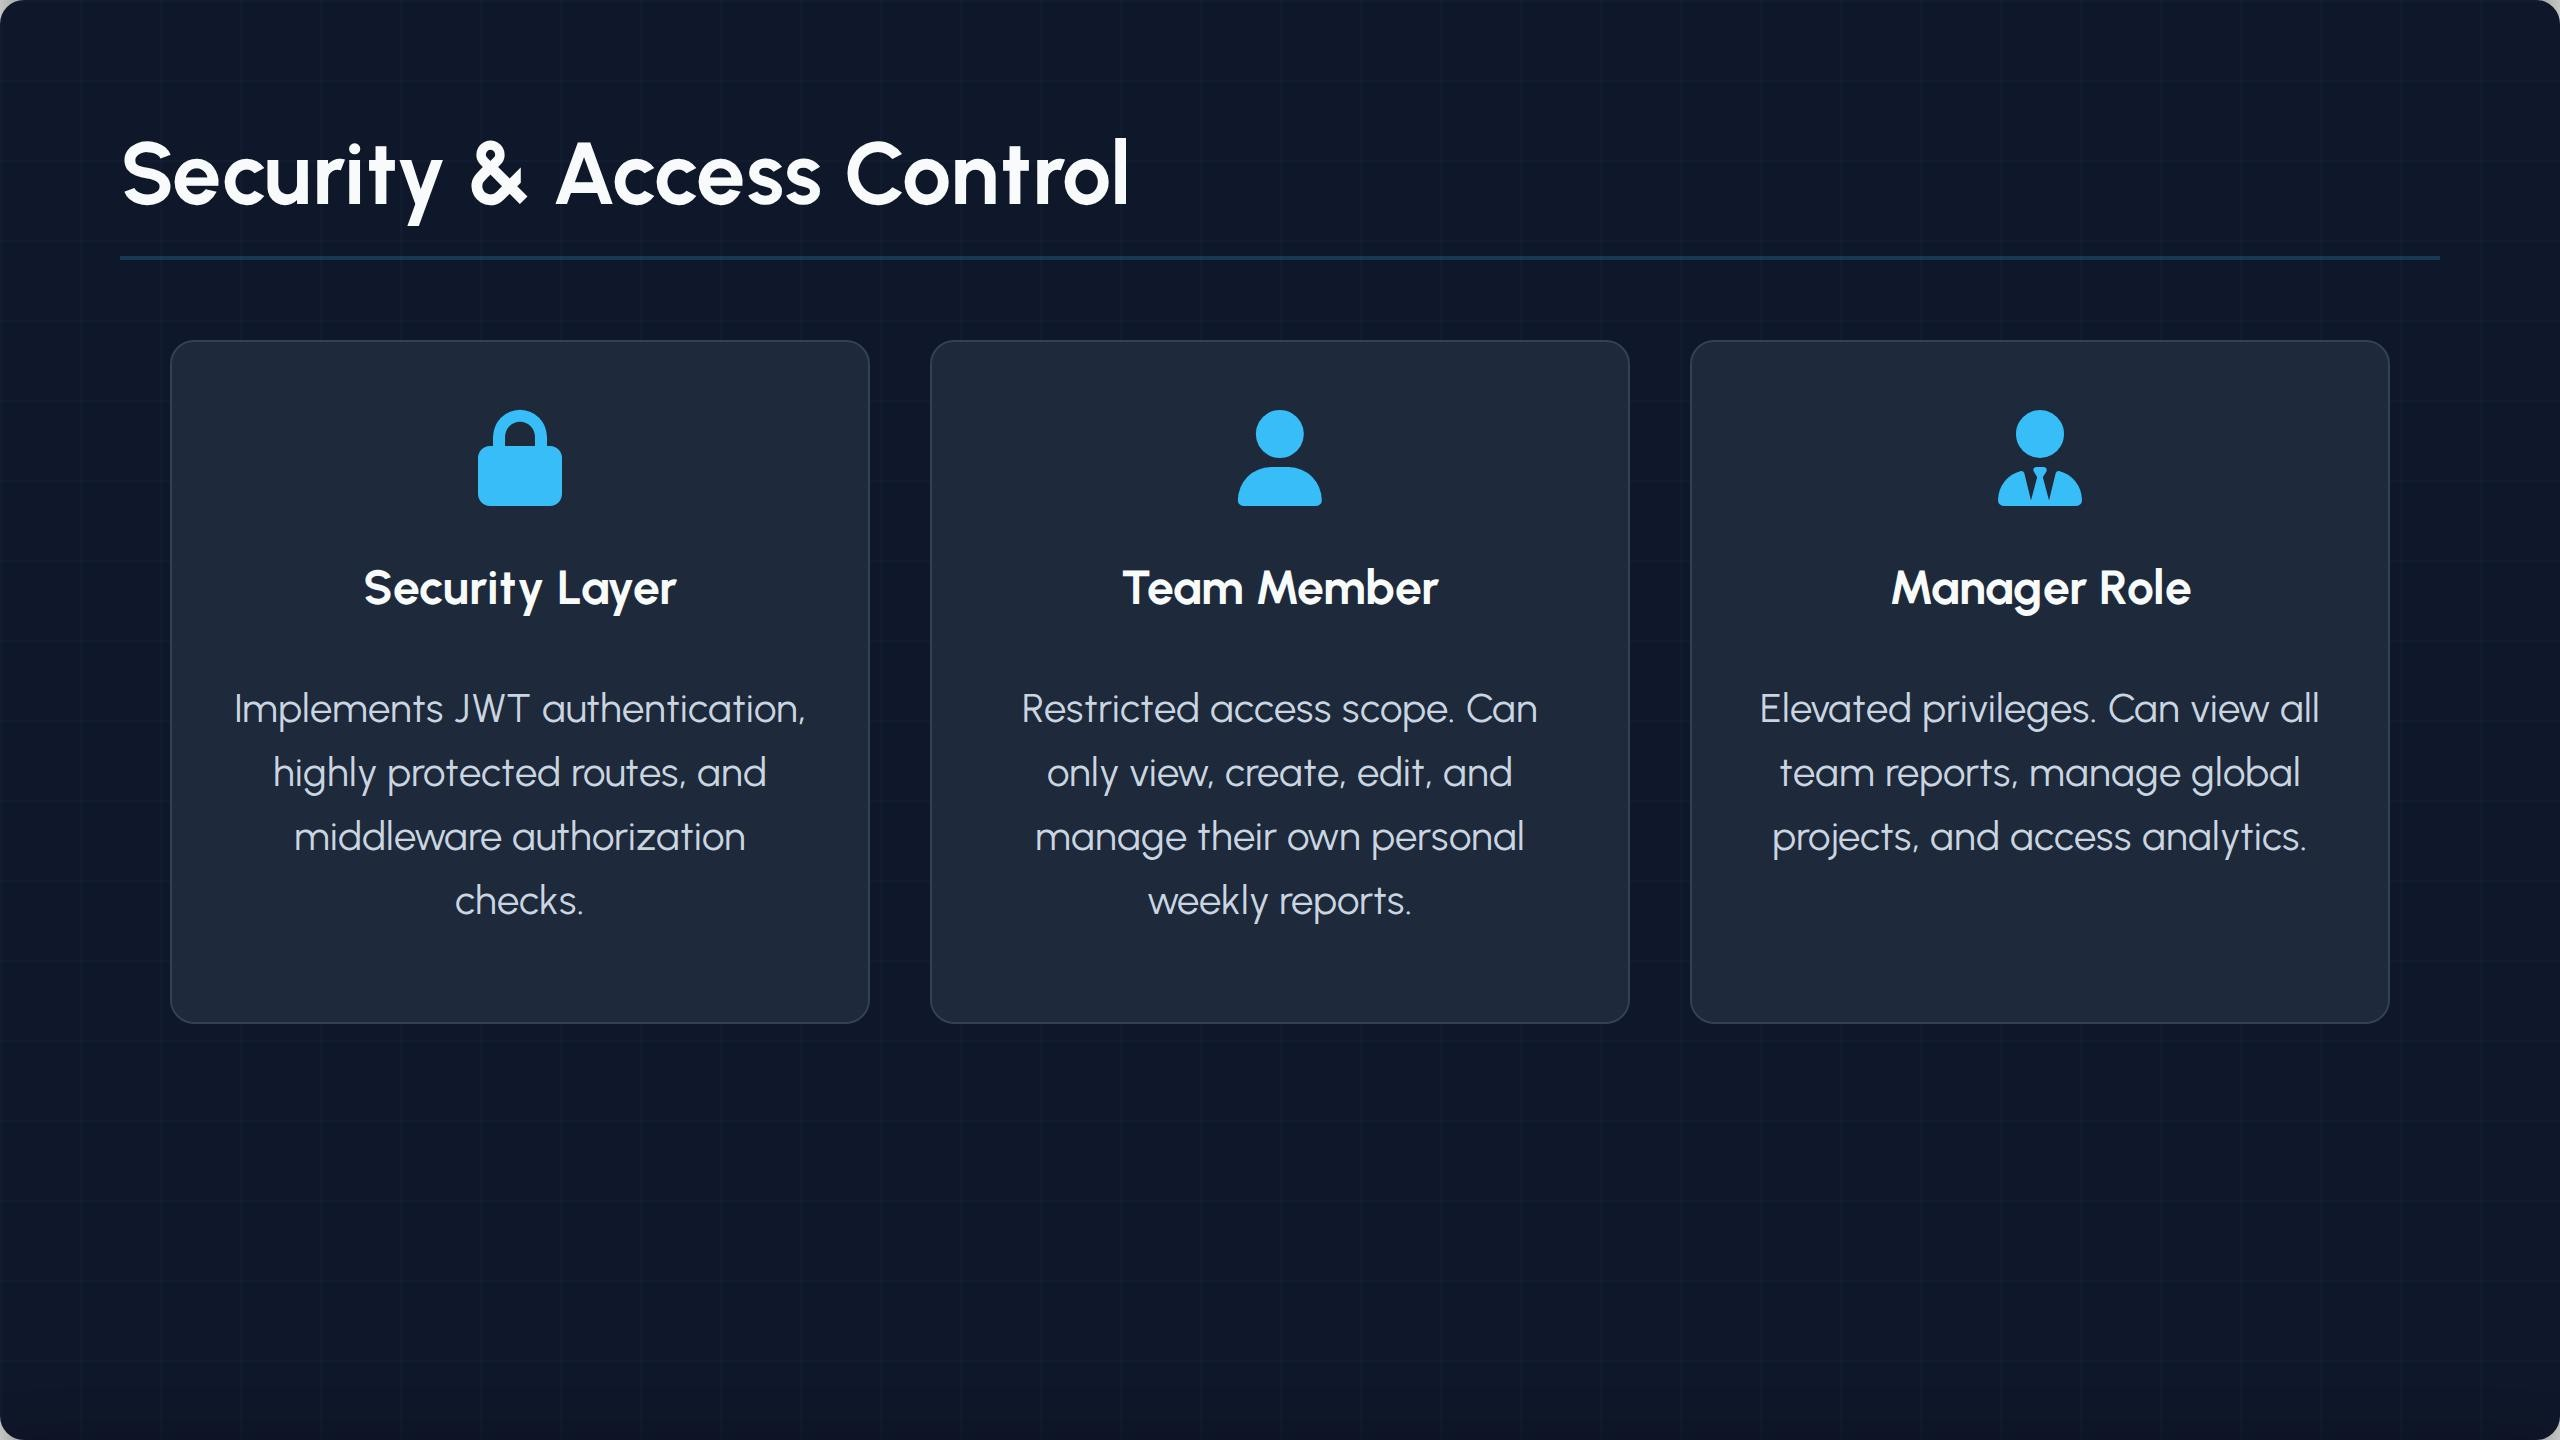 Security & Access Control
Security Layer
Implements JWT authentication,
highly protected routes, and
middleware authorization
checks.
Team Member
Restricted access scope. Can
only view, create, edit, and
manage their own personal
weekly reports.
Manager Role
Elevated privileges. Can view all
team reports, manage global
projects, and access analytics.